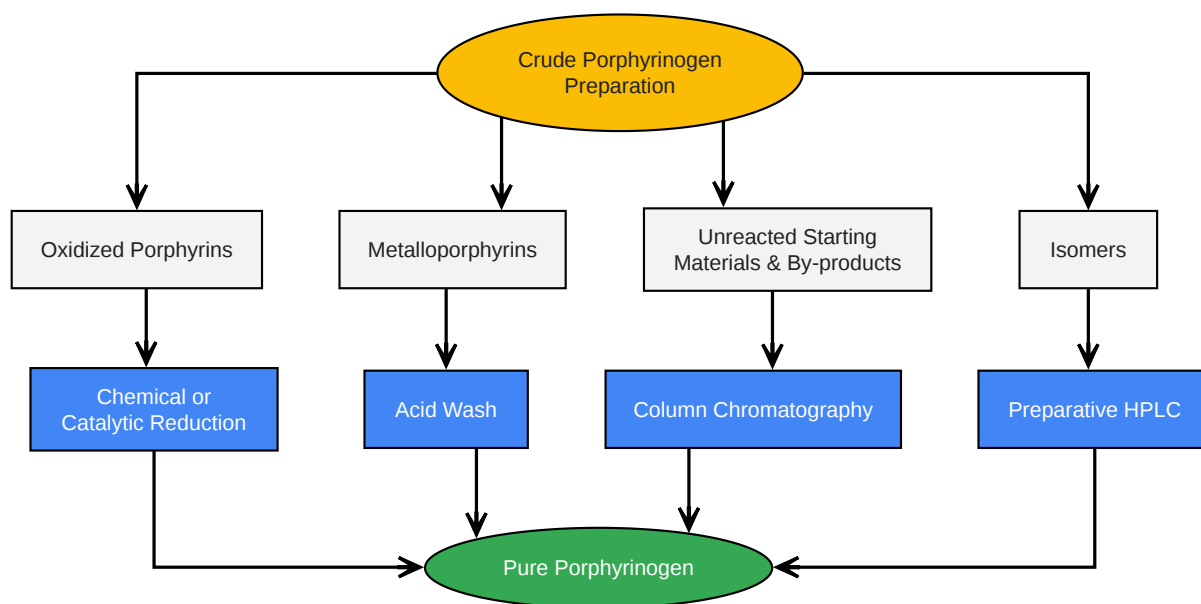 Crude Porphyrinogen
Preparation
Oxidized Porphyrins
Metalloporphyrins
Unreacted Starting
Materials & By-products
Isomers
Chemical or
Catalytic Reduction
Acid Wash
Column Chromatography
Preparative HPLC
Pure Porphyrinogen